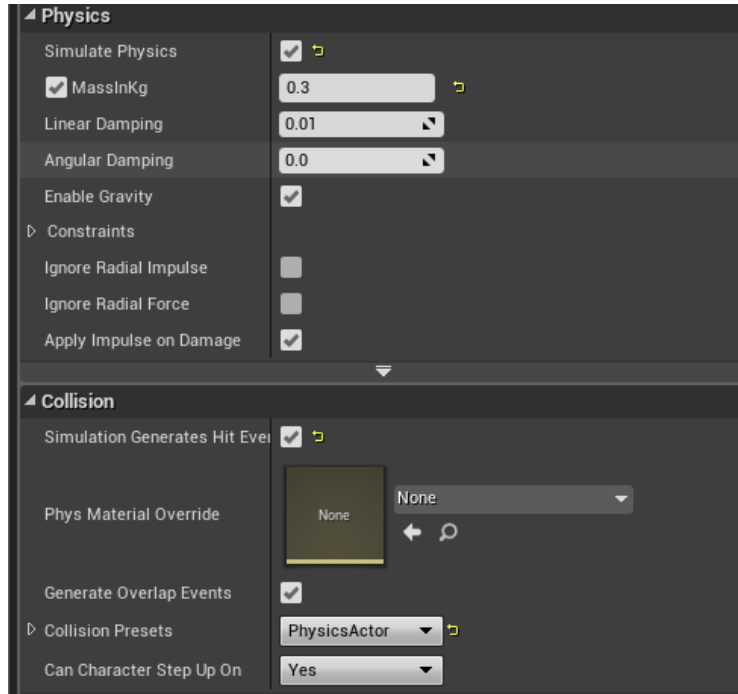 Physics
Simulate Physics
MassInKg 0.3
Linear Damping 0.01
Angular Damping 0.0
Enable Gravity
Constraints
Ignore Radial Impulse
Ignore Radial Force
Apply Impulse on Damage
Collision
Simulation Generates Hit Eve
None
Phys Material Override None
Generate Overlap Events
Collision Presets PhysicsActor
Can Character Step Up On Yes